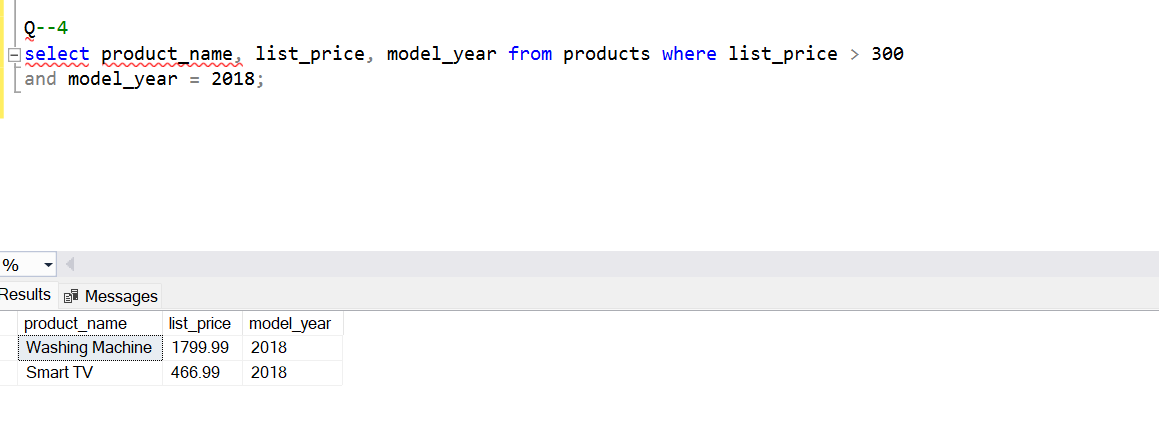 Q--4
select product_name, list_price, model_year from products where list_price > 300
and model_year = 2018;
%
Results Messages
product_name list_price model_year
Washing Machine 1799.99 2018
Smart TV 466.99 2018